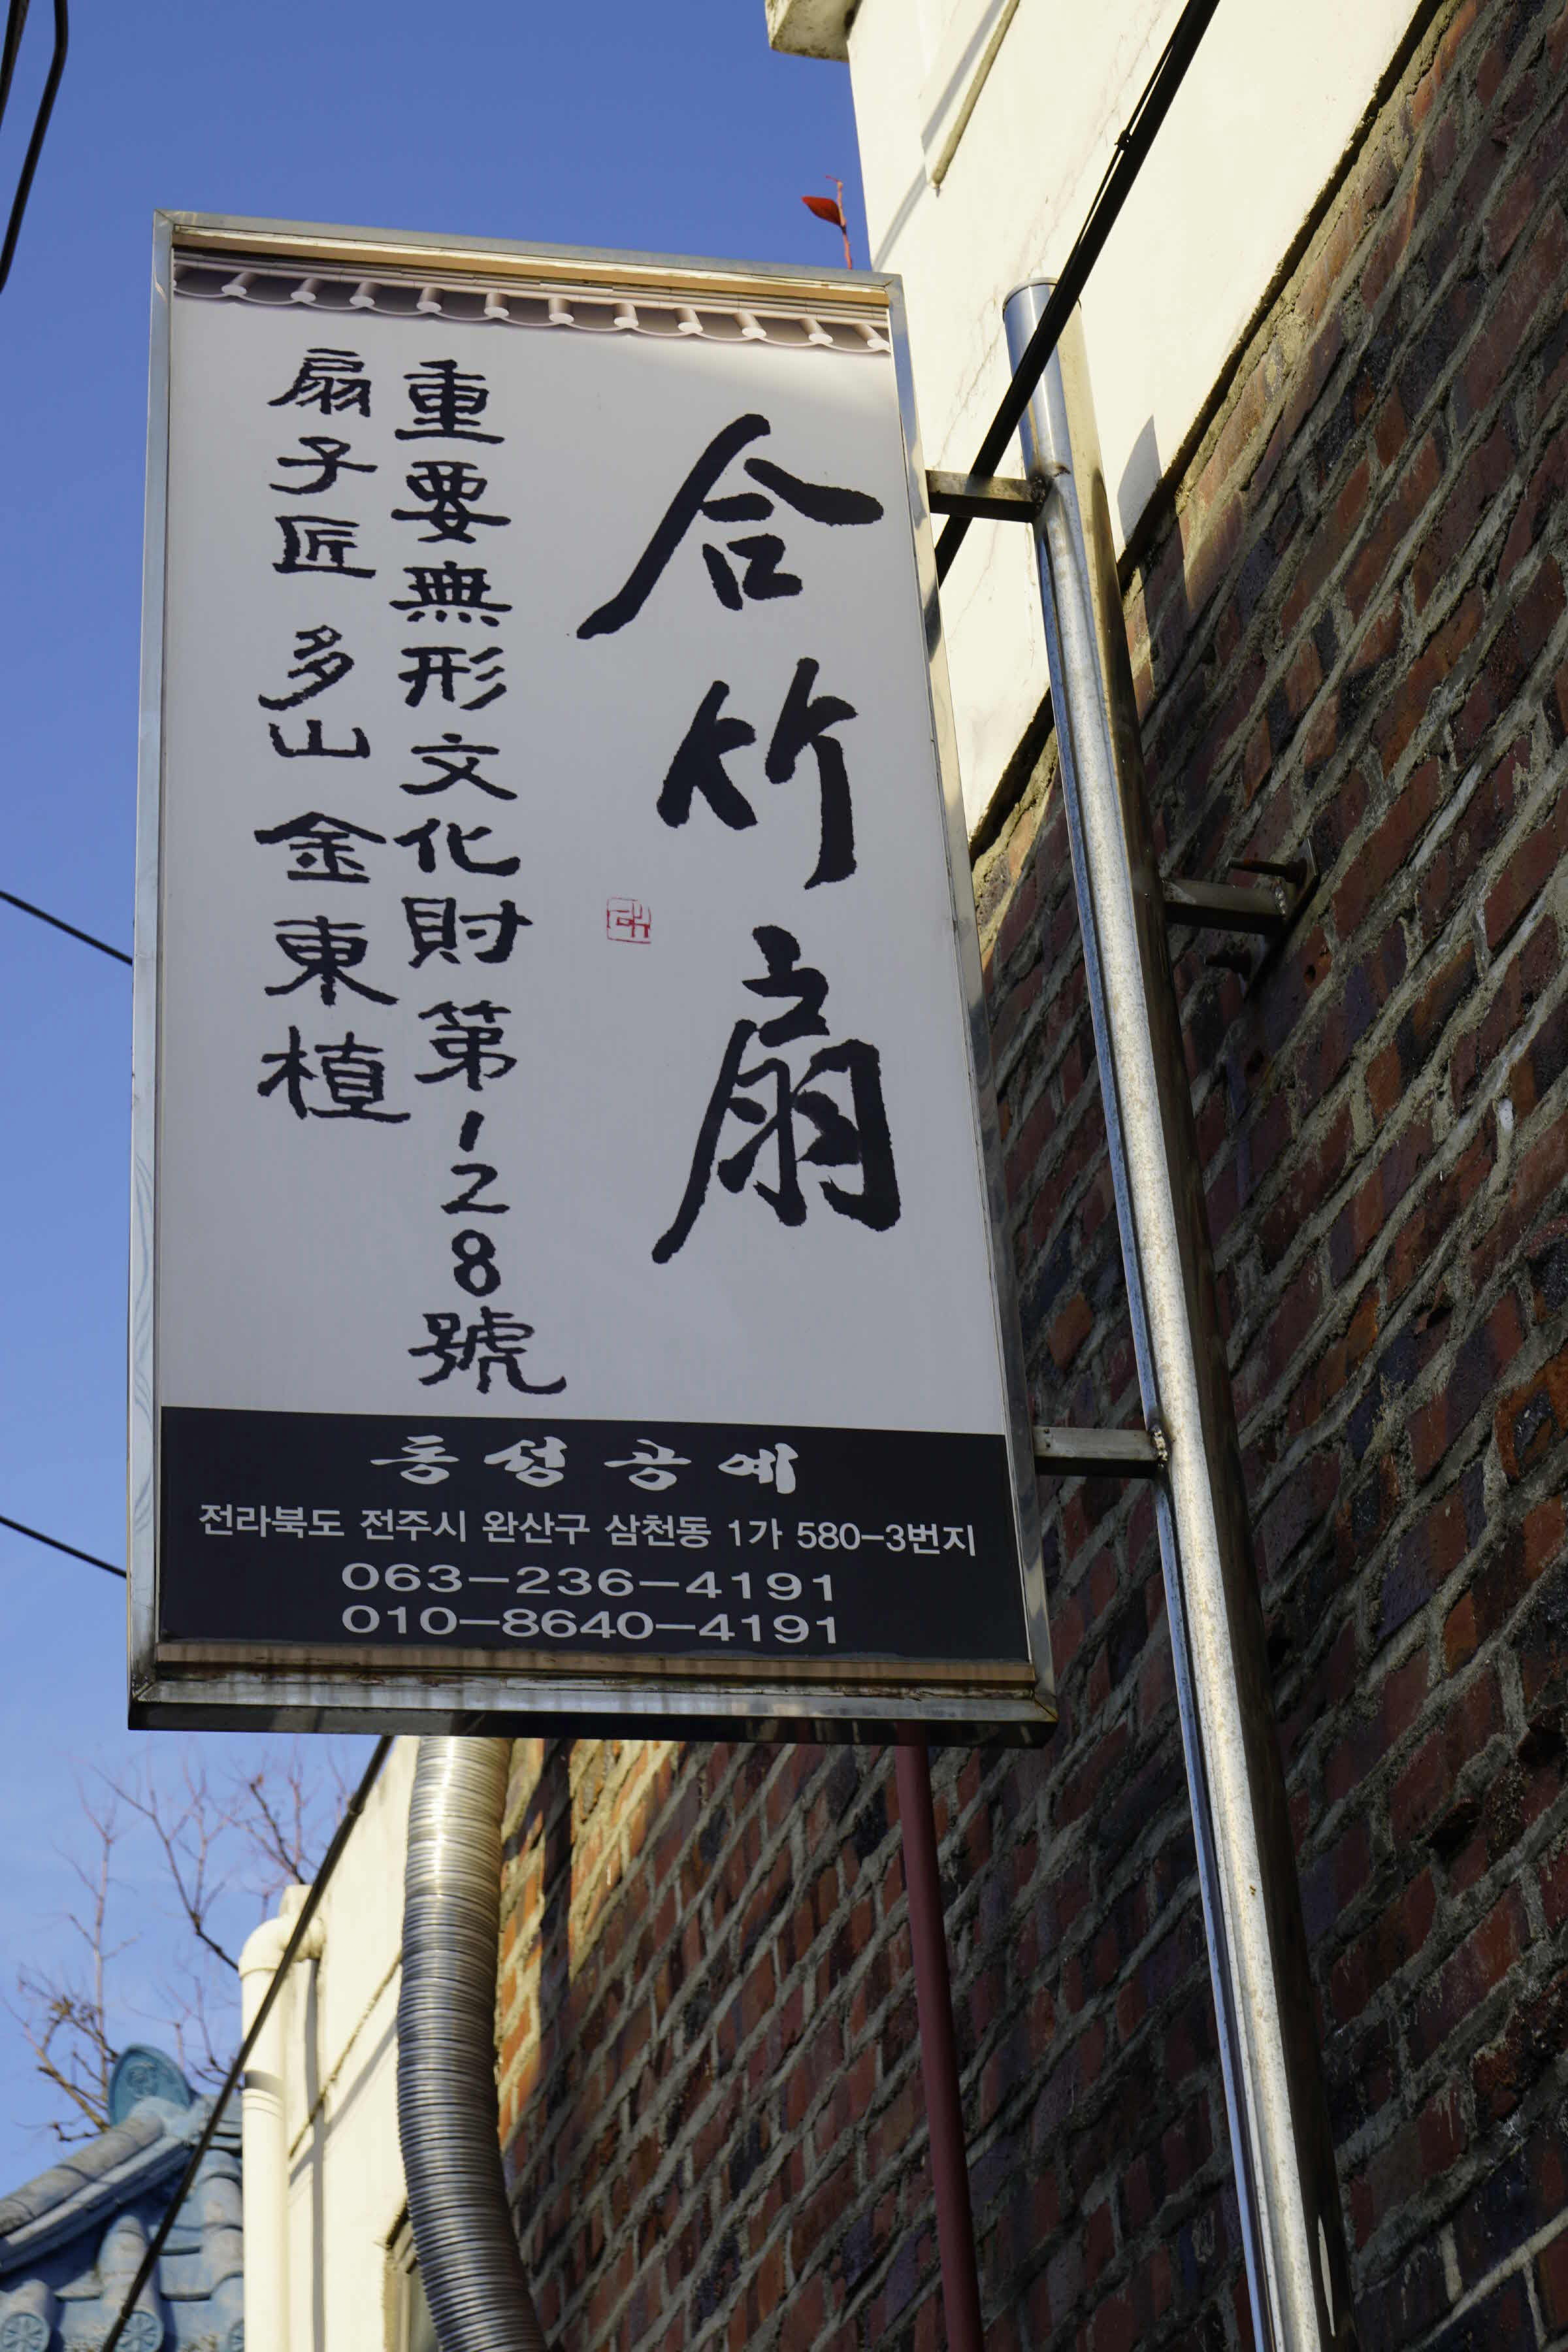 合竹扇
重要無形文化財 第128號
扇子匠 多山 金東植
동성공예
전라북도 전주시 완산구 삼천동 1가 580-3번지
063-236-4191
010-8640-4191